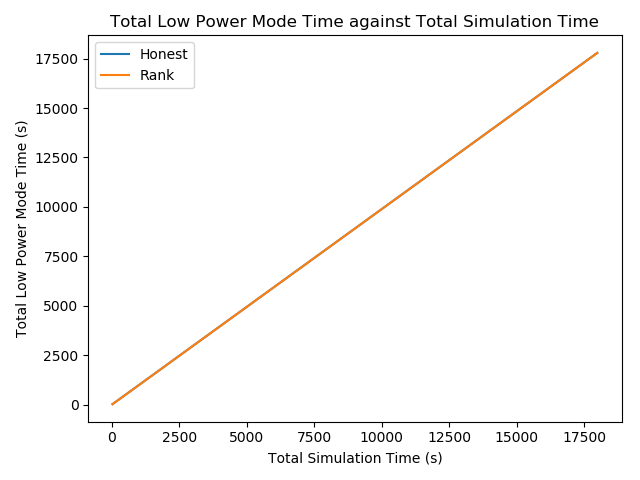 Total Low Power Mode Time against Total Simulation Time
Honest
Rank
17500
15000
12500
10000
7500
5000
2500
0
Total Low Power Mode Time (s)
0 2500 5000 7500 10000 12500 15000 17500
Total Simulation Time (s)